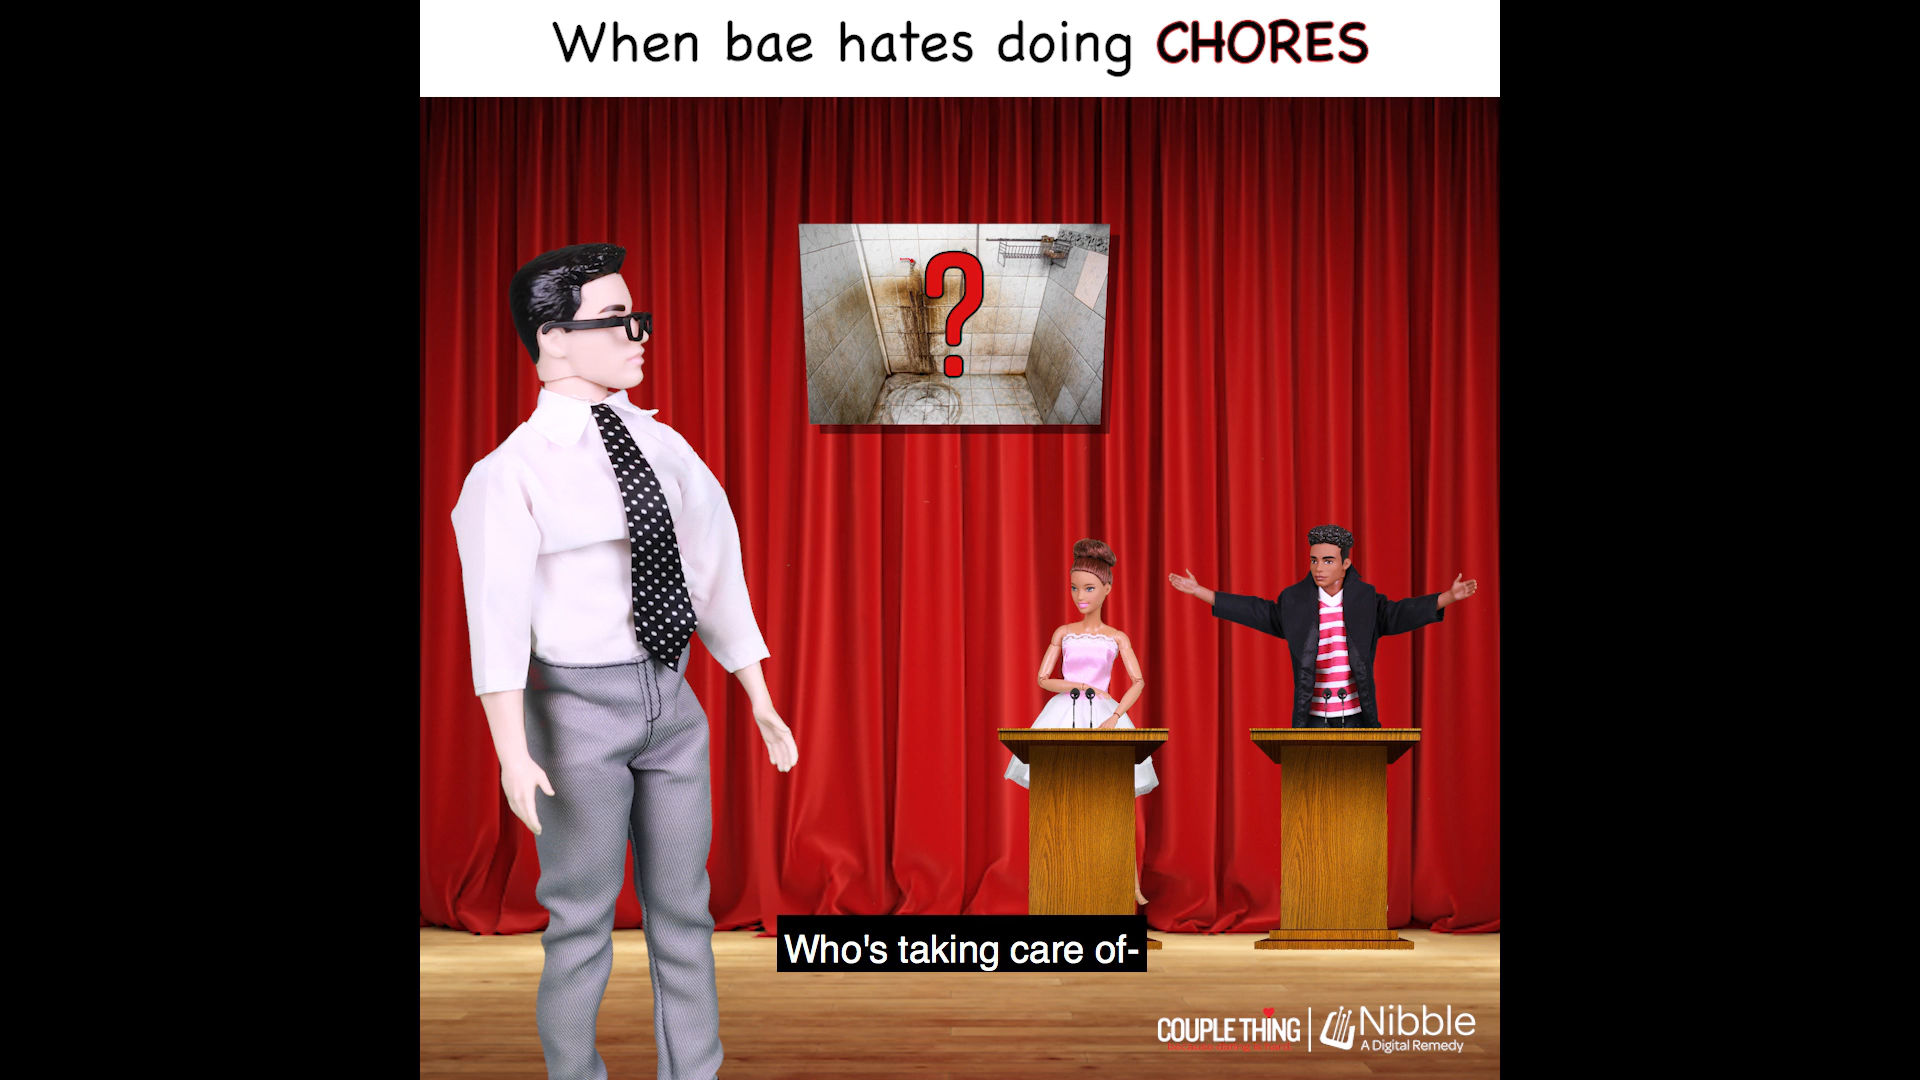 When bae hates doing CHORES
?
Who's taking care of-
COUPLE THING
Nibble
A Digital Remedy